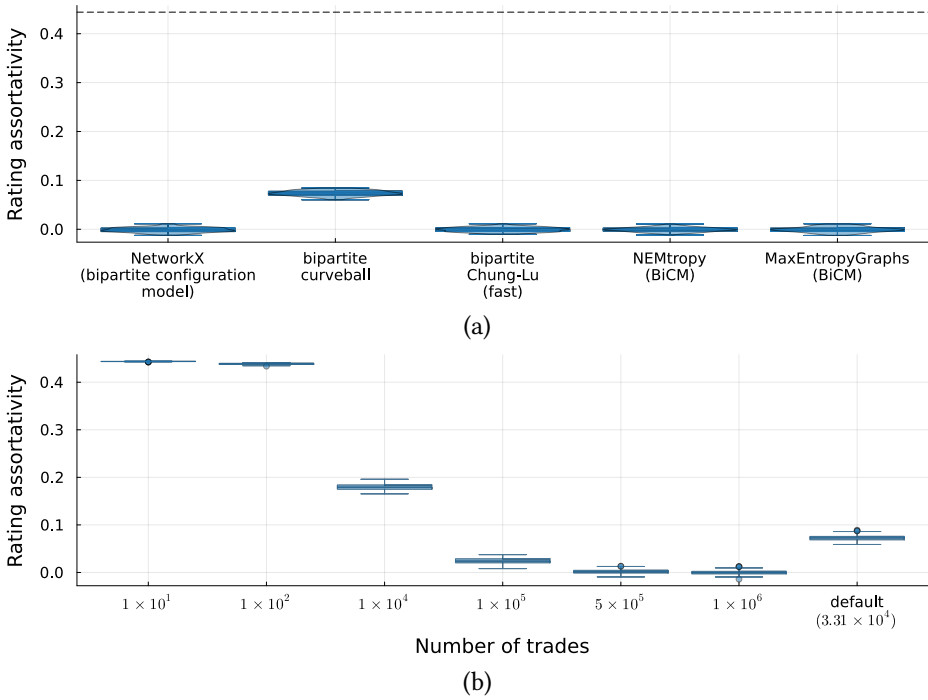 0.4
0.3
0.2
0.1
0.0
Rating assortativity
NetworkX
(bipartite configuration
model)
bipartite
curveball
bipartite
Chung-Lu
(fast)
NEMtropy
(BiCM)
MaxEntropyGraphs
(BiCM)
(a)
0.4
0.3
0.2
0.1
0.0
Rating assortativity
1 × 10¹
1 × 10²
1 × 10⁴
1 × 10⁵
5 × 10⁵
1 × 10⁶
default
(3.31 × 10⁴)
Number of trades
(b)